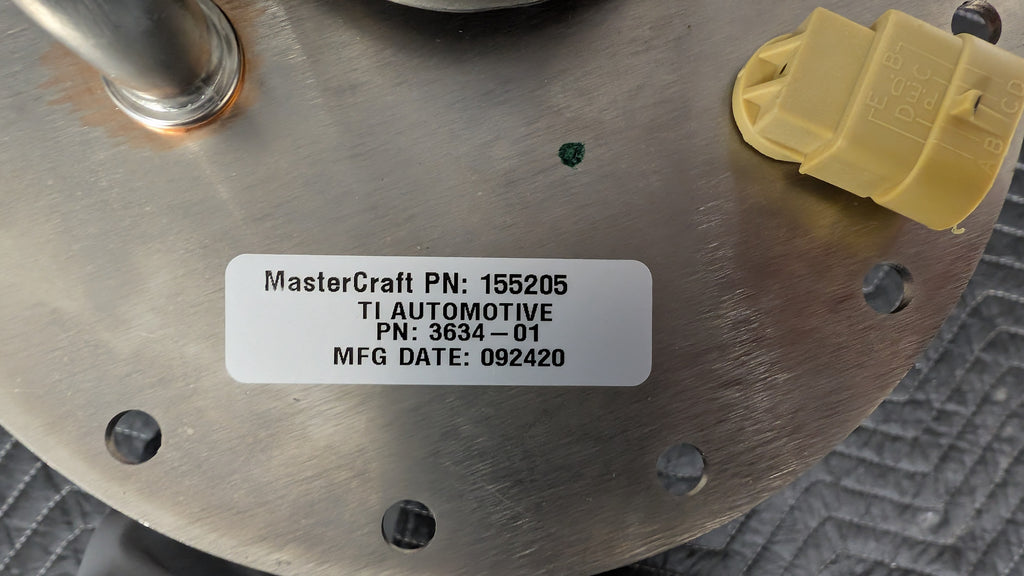 MasterCraft PN: 155205
TI AUTOMOTIVE
PN: 3634-01
MFG DATE: 092420
A B C D